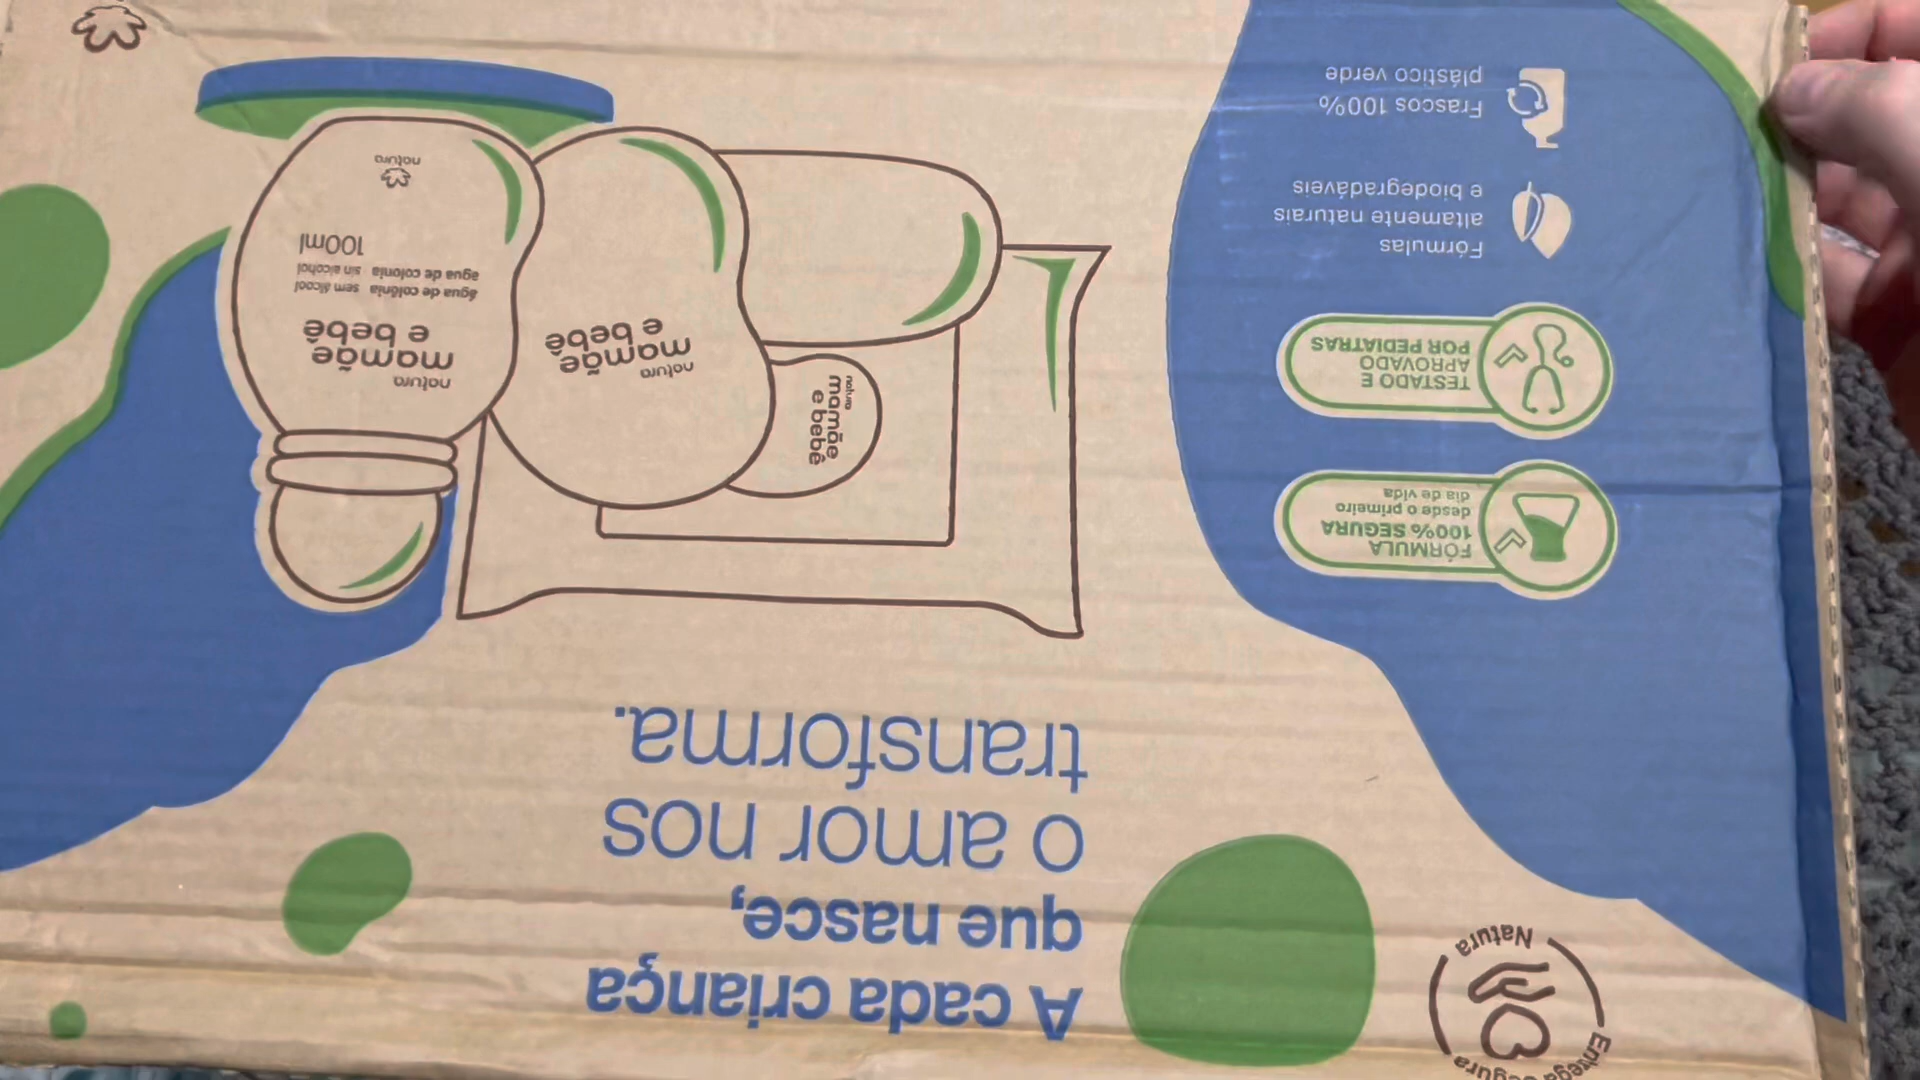 Entrega Segura
Natura
A cada criança
que nasce,
o amor nos
transforma.
FÓRMULA
100% SEGURA
desde o primeiro
dia de vida
TESTADO E
APROVADO
POR PEDIATRAS
Fórmulas
altamente naturais
e biodegradáveis
Frascos 100%
plástico verde
natura
mamãe
e bebê
natura
mamãe
e bebê
natura
mamãe
e bebê
água de colônia sem álcool
agua de colonia sin alcohol
100ml
natura